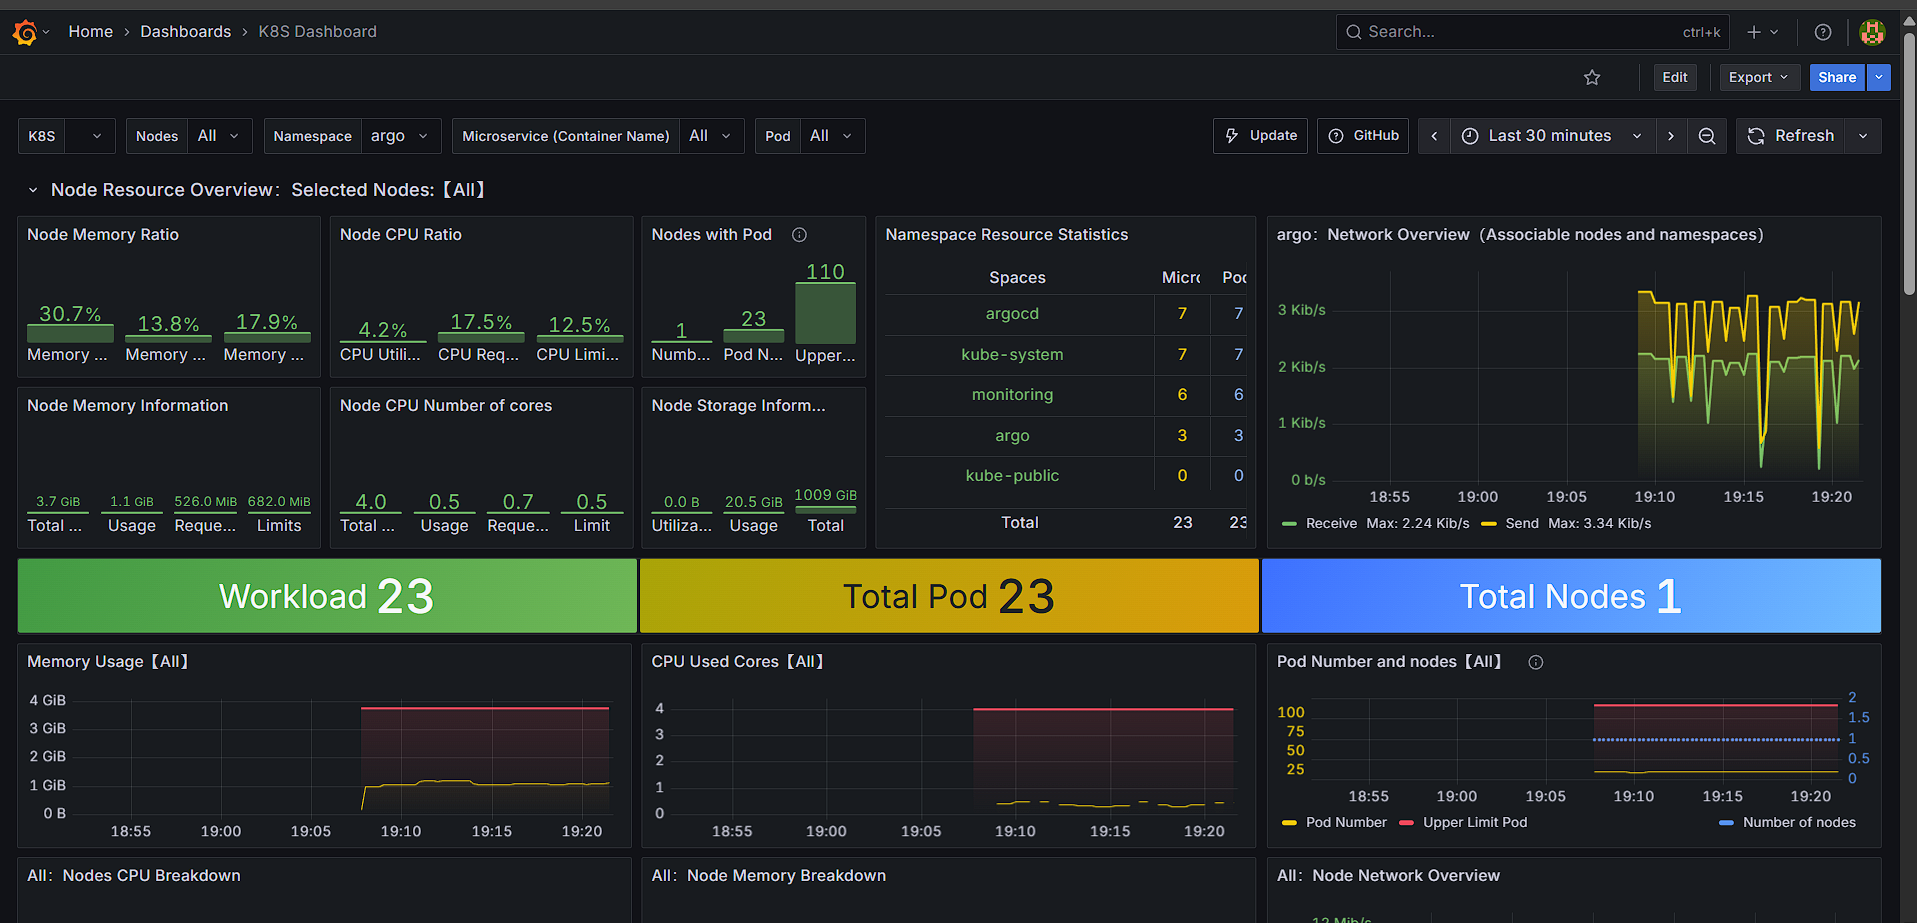 Home › Dashboards › K8S Dashboard
Search... ctrl+k
Edit Export Share
K8S Nodes All Namespace argo Microservice (Container Name) All Pod All Update GitHub Last 30 minutes Refresh
Node Resource Overview：Selected Nodes:【All】
Node Memory Ratio
30.7% 13.8% 17.9%
Memory ... Memory ... Memory ...
Node CPU Ratio
4.2% 17.5% 12.5%
CPU Utili... CPU Req... CPU Limi...
Nodes with Pod
1 23 110
Numb... Pod N... Upper...
Node Memory Information
3.7 GiB 1.1 GiB 526.0 MiB 682.0 MiB
Total ... Usage Reque... Limits
Node CPU Number of cores
4.0 0.5 0.7 0.5
Total ... Usage Reque... Limit
Node Storage Inform...
0.0 B 20.5 GiB 1009 GiB
Utiliza... Usage Total
Namespace Resource Statistics
Spaces Micro Pod
argocd 7 7
kube-system 7 7
monitoring 6 6
argo 3 3
kube-public 0 0
Total 23 23
argo：Network Overview（Associable nodes and namespaces）
3 Kib/s
2 Kib/s
1 Kib/s
0 b/s
18:55 19:00 19:05 19:10 19:15 19:20
Receive Max: 2.24 Kib/s Send Max: 3.34 Kib/s
Workload 23
Total Pod 23
Total Nodes 1
Memory Usage【All】
4 GiB
3 GiB
2 GiB
1 GiB
0 B
18:55 19:00 19:05 19:10 19:15 19:20
CPU Used Cores【All】
4
3
2
1
0
18:55 19:00 19:05 19:10 19:15 19:20
Pod Number and nodes【All】
100
75
50
25
2
1.5
1
0.5
0
18:55 19:00 19:05 19:10 19:15 19:20
Pod Number Upper Limit Pod Number of nodes
All：Nodes CPU Breakdown
All：Node Memory Breakdown
All：Node Network Overview
12 Mib/s